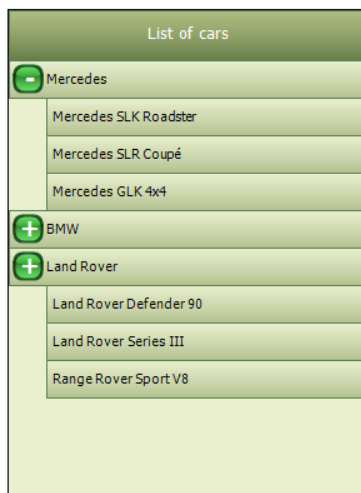 List of cars
Mercedes
Mercedes SLK Roadster
Mercedes SLR Coupé
Mercedes GLK 4x4
BMW
Land Rover
Land Rover Defender 90
Land Rover Series III
Range Rover Sport V8